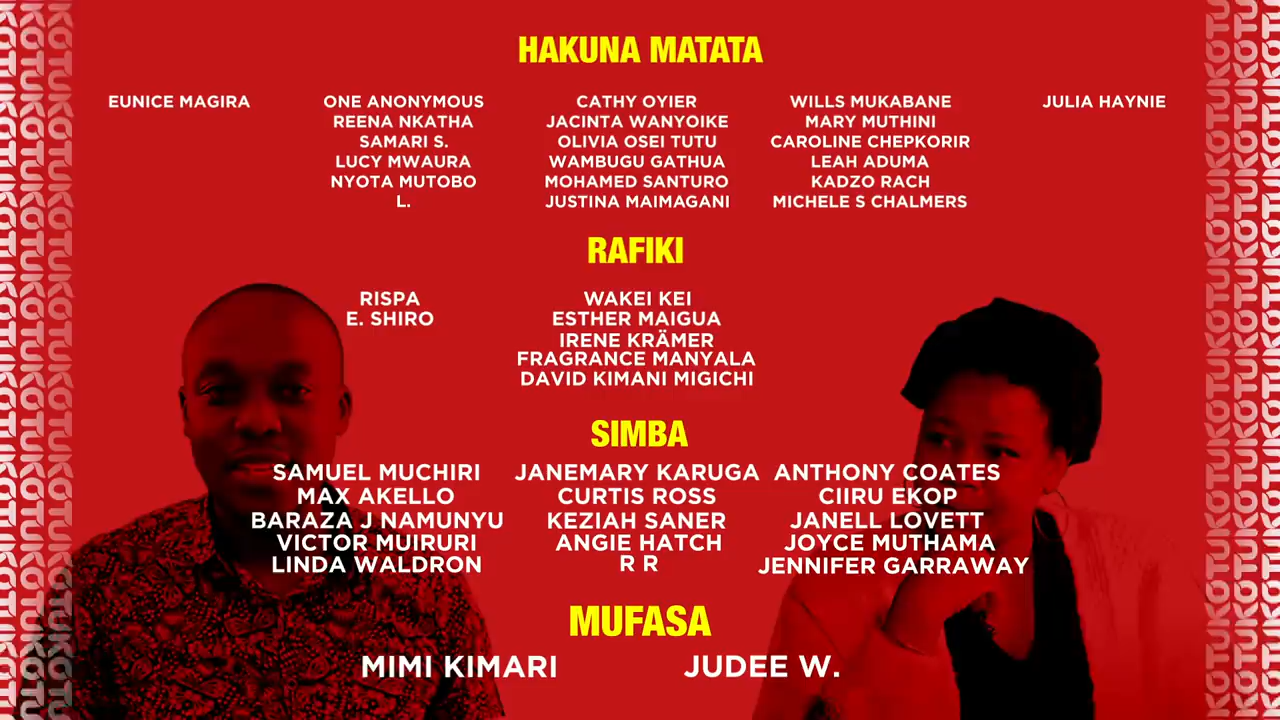 HAKUNA MATATA
EUNICE MAGIRA
ONE ANONYMOUS
REENA NKATHA
SAMARI S.
LUCY MWAURA
NYOTA MUTOBO
L.
CATHY OYIER
JACINTA WANYOIKE
OLIVIA OSEI TUTU
WAMBUGU GATHUA
MOHAMED SANTURO
JUSTINA MAIMAGANI
WILLS MUKABANE
MARY MUTHINI
CAROLINE CHEPKORIR
LEAH ADUMA
KADZO RACH
MICHELE S CHALMERS
JULIA HAYNIE
RAFIKI
RISPA
E. SHIRO
WAKEI KEI
ESTHER MAIGUA
IRENE KRÄMER
FRAGRANCE MANYALA
DAVID KIMANI MIGICHI
SIMBA
SAMUEL MUCHIRI
MAX AKELLO
BARAZA J NAMUNYU
VICTOR MUIRURI
LINDA WALDRON
JANEMARY KARUGA
CURTIS ROSS
KEZIAH SANER
ANGIE HATCH
R R
ANTHONY COATES
CIIRU EKOP
JANELL LOVETT
JOYCE MUTHAMA
JENNIFER GARRAWAY
MUFASA
MIMI KIMARI
JUDEE W.
TUKO